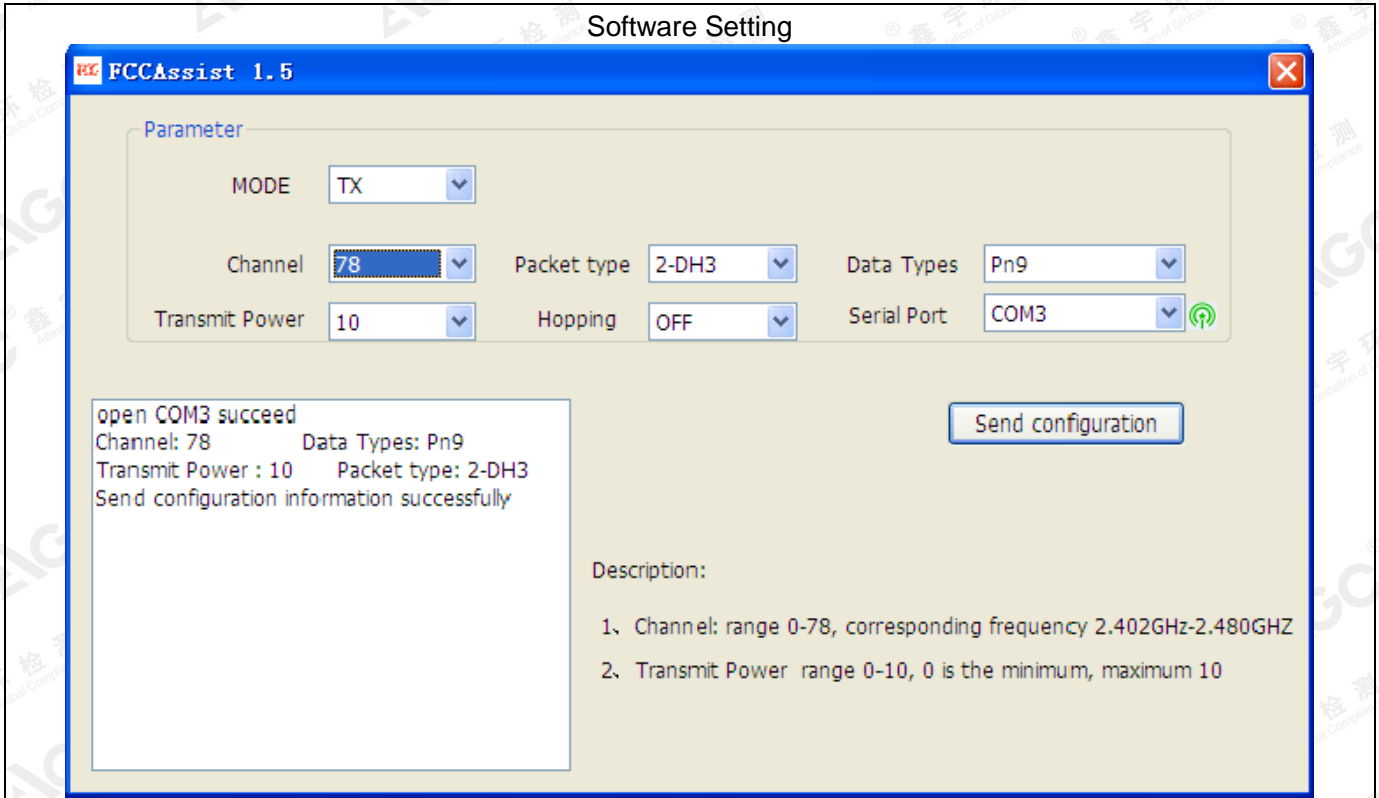 Software Setting
FCCAssist 1.5
Parameter
MODE TX
Channel 78 Packet type 2-DH3 Data Types Pn9
Transmit Power 10 Hopping OFF Serial Port COM3
open COM3 succeed
Channel: 78 Data Types: Pn9
Transmit Power : 10 Packet type: 2-DH3
Send configuration information successfully
Send configuration
Description:
1、Channel: range 0-78, corresponding frequency 2.402GHz-2.480GHZ
2、Transmit Power range 0-10, 0 is the minimum, maximum 10